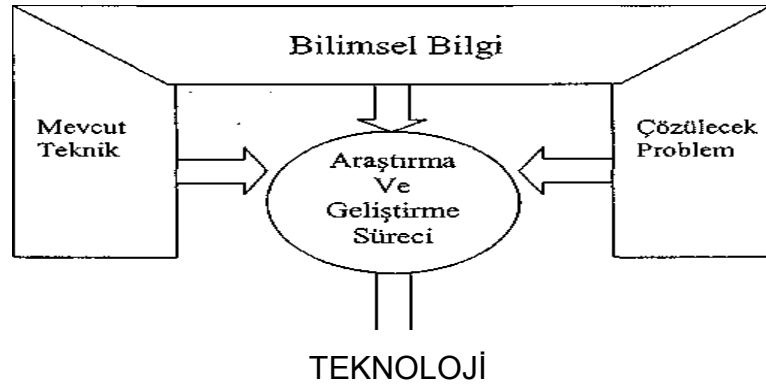 Bilimsel Bilgi
Mevcut
Teknik
Araştırma
Ve
Geliştirme
Süreci
Çözülecek
Problem
TEKNOLOJİ